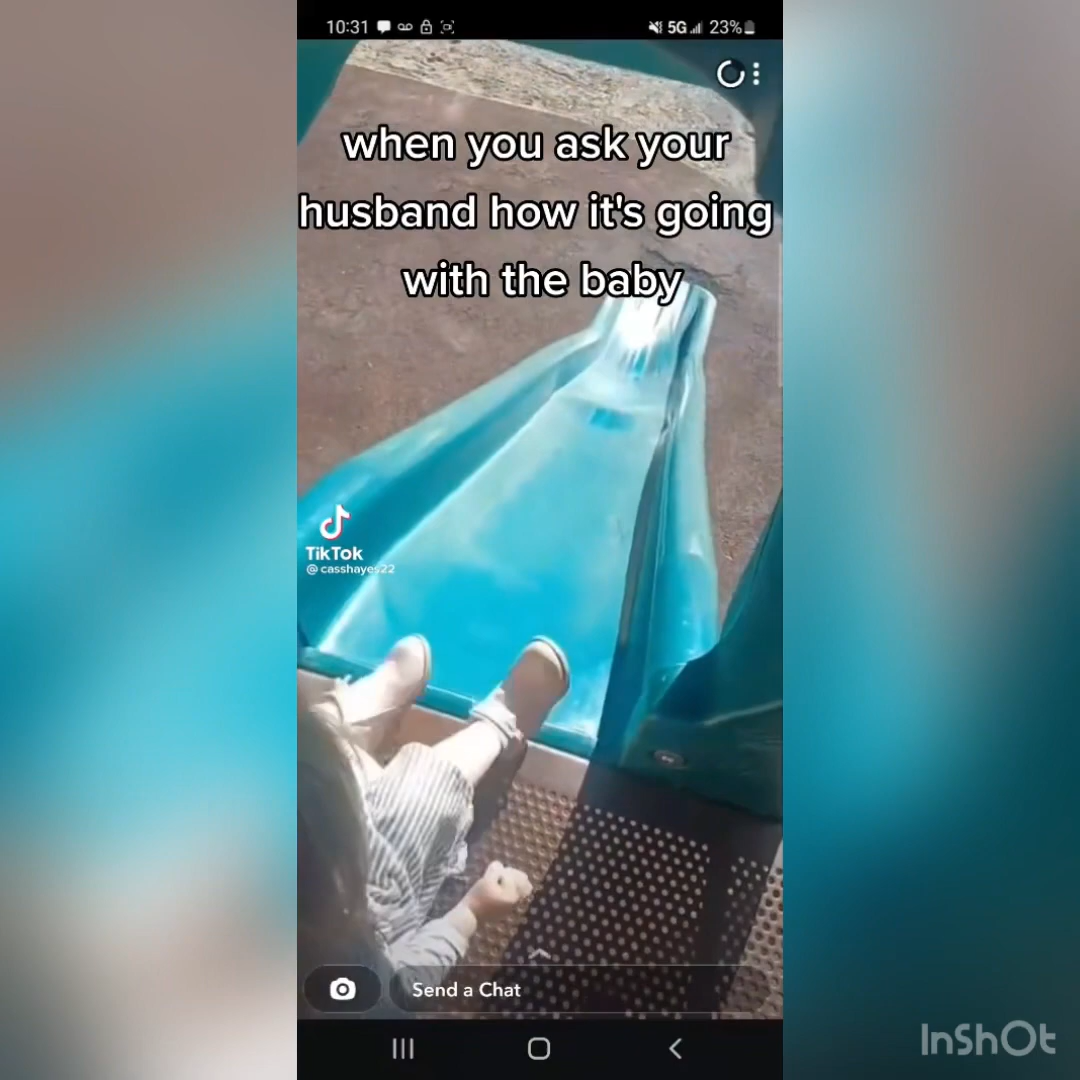 10:31
5G 23%
when you ask your
husband how it's going
with the baby
TikTok
@ casshayes22
Send a Chat
InShOt